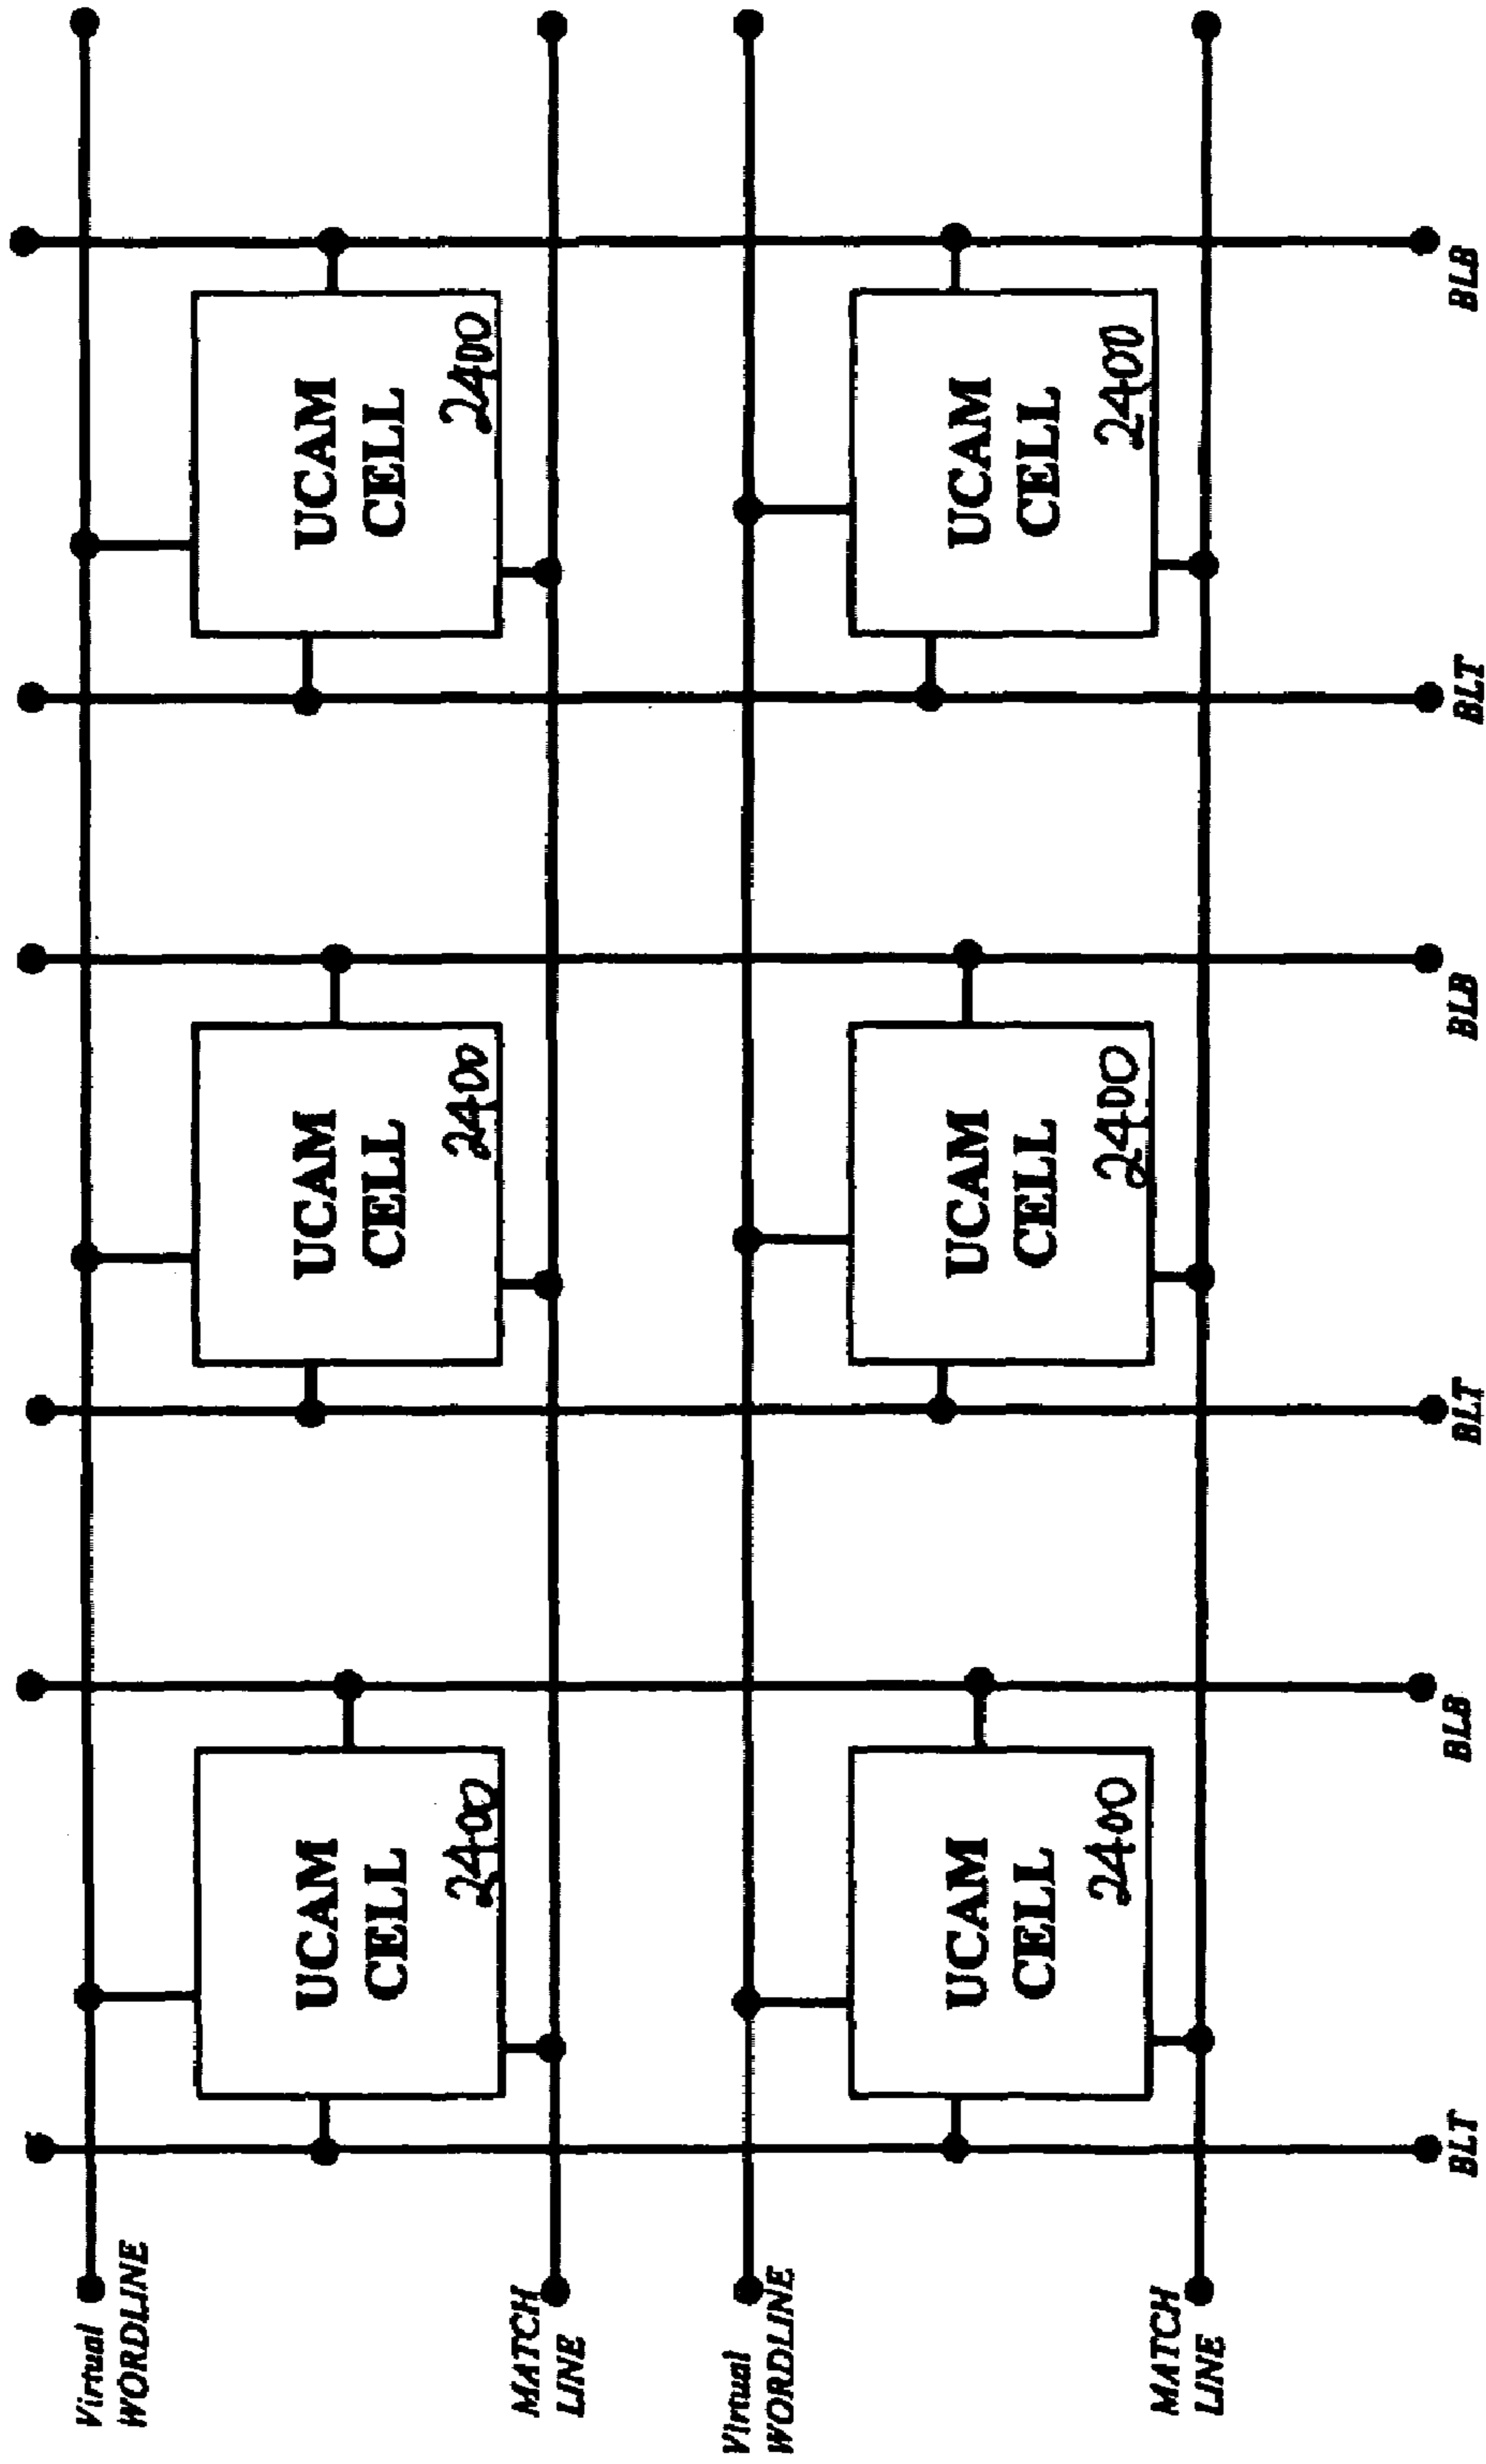 Virtual
WORDLINE
UCAM
CELL
2400
UCAM
CELL
2400
UCAM
CELL
2400
MATCH
LINE
Virtual
WORDLINE
UCAM
CELL
2400
UCAM
CELL
2400
UCAM
CELL
2400
MATCH
LINE
BLT
BLB
BLT
BLB
BLT
BLB